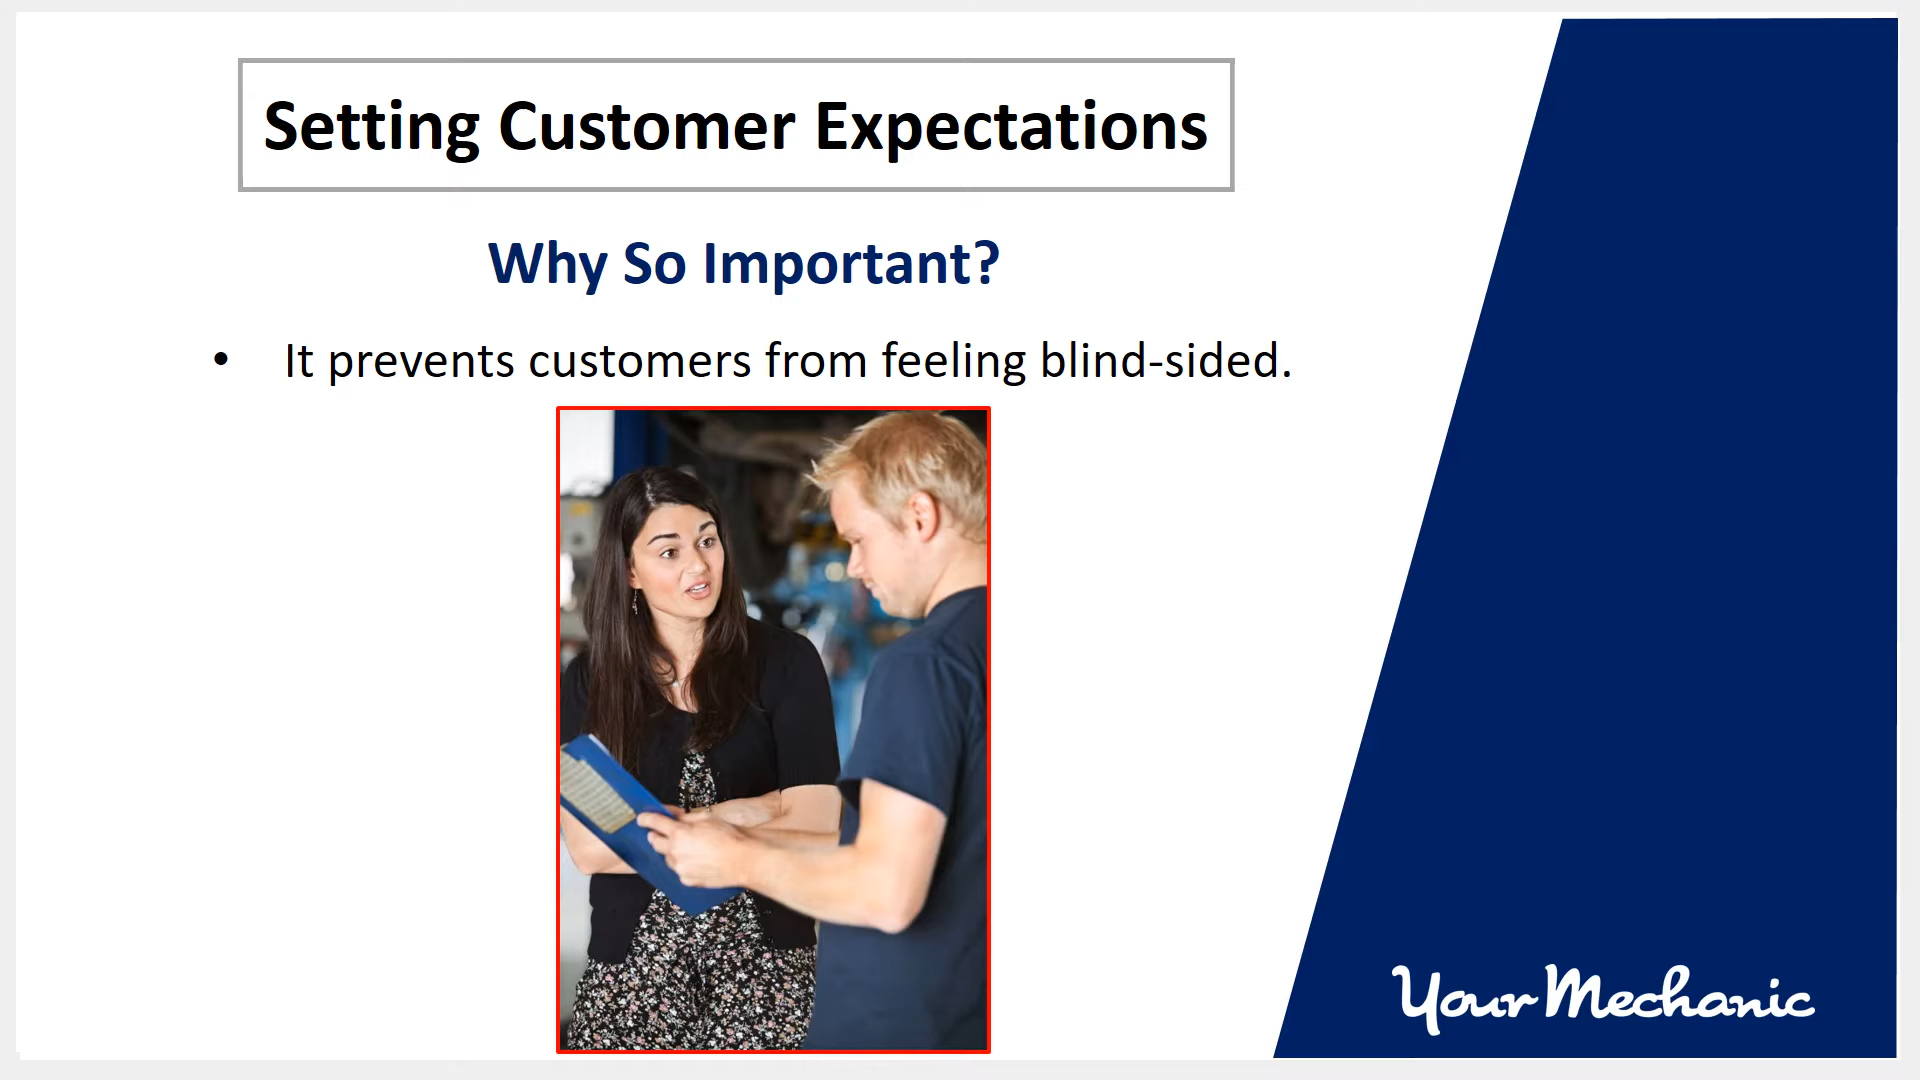 Setting Customer Expectations
Why So Important?
• It prevents customers from feeling blind-sided.
YourMechanic